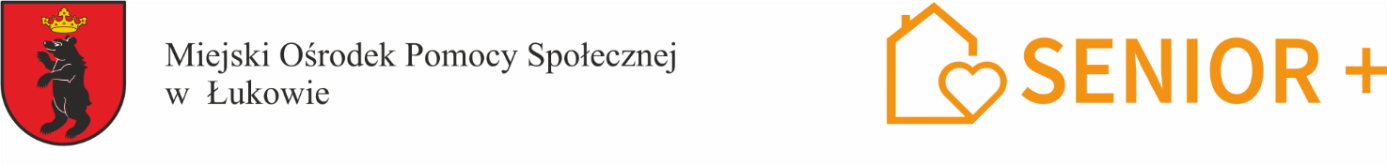 Miejski Ośrodek Pomocy Społecznej
w Łukowie
SENIOR +